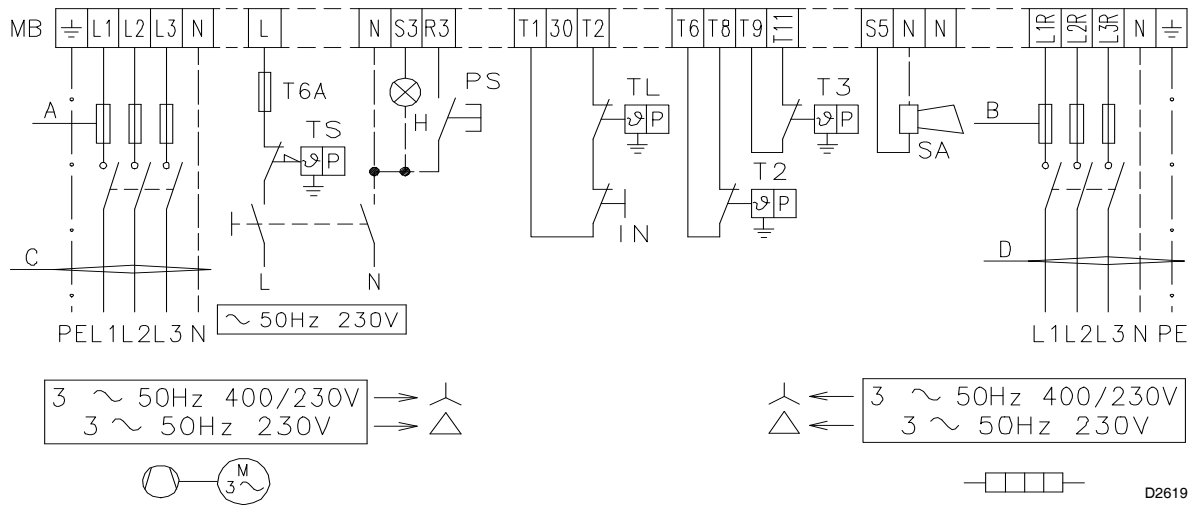 MB ⏚ L1 L2 L3 N L N S3 R3 T1 30 T2 T6 T8 T9 T11 S5 N N L1R L2R L3R N ⏚
T6A PS TL T3
A H B
TS ϑ P ϑ P ϑ P SA
T2
ϑ P
IN
C D
L N
PE L1 L2 L3 N
∼ 50Hz 230V
L1 L2 L3 N PE
3 ∼ 50Hz 400/230V
3 ∼ 50Hz 230V
3 ∼ 50Hz 400/230V
3 ∼ 50Hz 230V
M
3∼
D2619